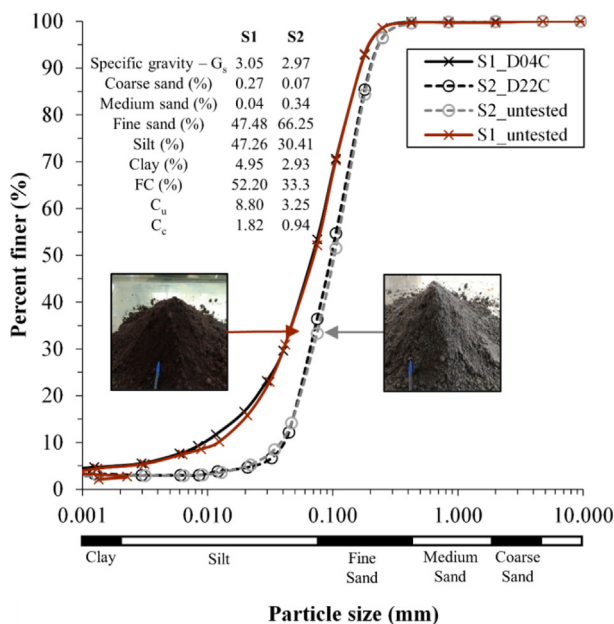 S1 S2
Specific gravity – Gs 3.05 2.97
Coarse sand (%) 0.27 0.07
Medium sand (%) 0.04 0.34
Fine sand (%) 47.48 66.25
Silt (%) 47.26 30.41
Clay (%) 4.95 2.93
FC (%) 52.20 33.3
Cu 8.80 3.25
Cc 1.82 0.94
S1_D04C
S2_D22C
S2_untested
S1_untested
Percent finer (%)
100
90
80
70
60
50
40
30
20
10
0
0.001 0.010 0.100 1.000 10.000
Clay Silt Fine Sand Medium Sand Coarse Sand
Particle size (mm)